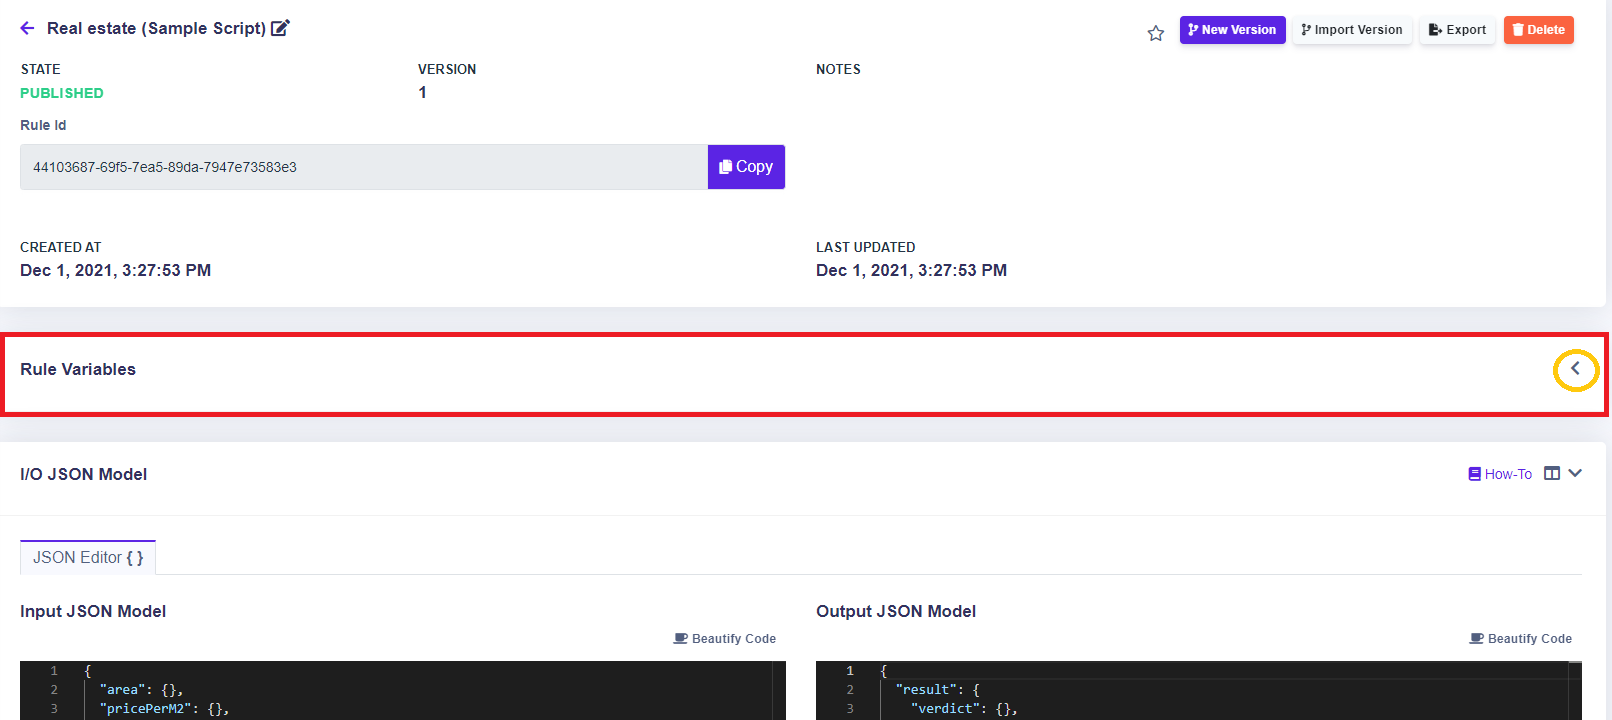 Real estate (Sample Script)
New Version
Import Version
Export
Delete
STATE
VERSION
NOTES
PUBLISHED
1
Rule Id
44103687-69f5-7ea5-89da-7947e73583e3
Copy
CREATED AT
LAST UPDATED
Dec 1, 2021, 3:27:53 PM
Dec 1, 2021, 3:27:53 PM
Rule Variables
I/O JSON Model
How-To
JSON Editor { }
Input JSON Model
Output JSON Model
Beautify Code
Beautify Code
1 {
2 "area": {},
3 "pricePerM2": {},
1 {
2 "result": {
3 "verdict": {},